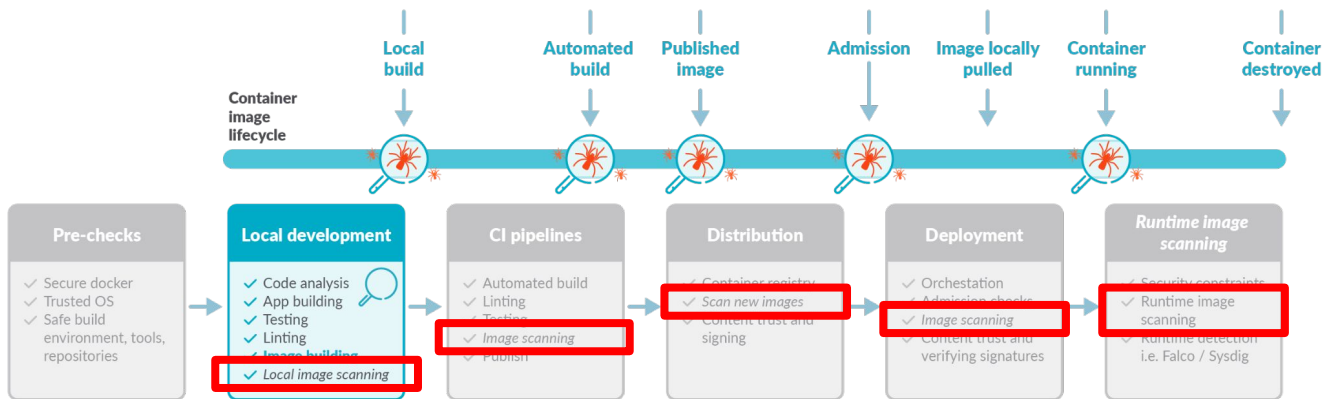 Local
build
Automated
build
Published
image
Admission
Image locally
pulled
Container
running
Container
destroyed
Container
image
lifecycle
Pre-checks
✓ Secure docker
✓ Trusted OS
✓ Safe build
environment, tools,
repositories
Local development
✓ Code analysis
✓ App building
✓ Testing
✓ Linting
✓ Image building
✓ Local image scanning
CI pipelines
✓ Automated build
✓ Linting
✓ Testing
✓ Image scanning
✓ Publish
Distribution
✓ Container registry
✓ Scan new images
✓ Content trust and
signing
Deployment
✓ Orchestration
✓ Admission checks
✓ Image scanning
✓ Content trust and
verifying signatures
Runtime image
scanning
✓ Security constraints
✓ Runtime image
scanning
✓ Runtime detection
i.e. Falco / Sysdig